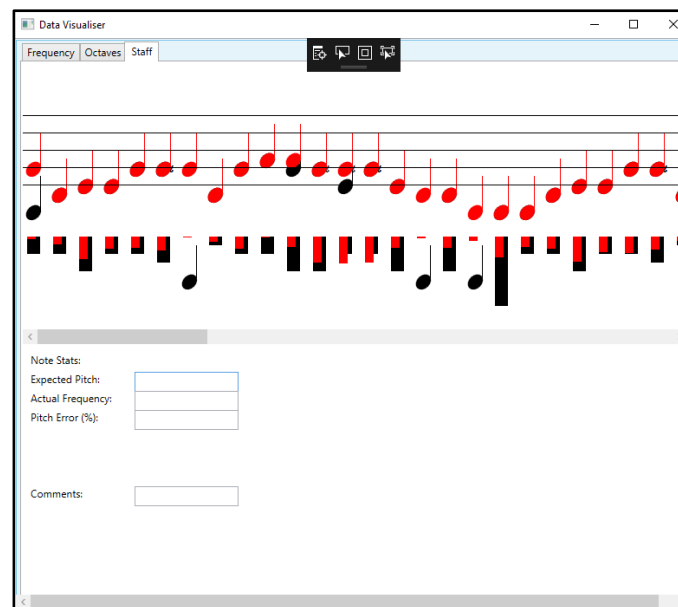 Data Visualiser
Frequency Octaves Staff
Note Stats:
Expected Pitch:
Actual Frequency:
Pitch Error (%):
Comments: